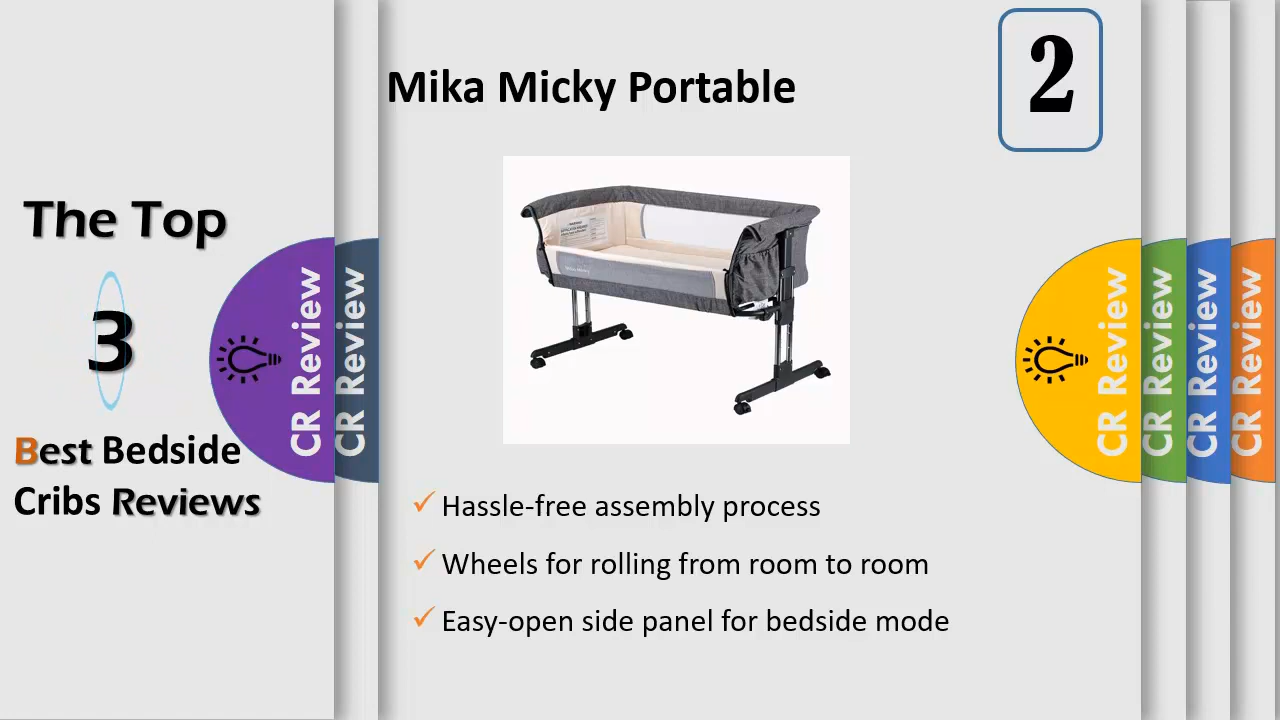 Mika Micky Portable
2
The Top
3
Best Bedside
Cribs Reviews
CR Review
CR Review
CR Review
CR Review
CR Review
CR Review
Hassle-free assembly process
Wheels for rolling from room to room
Easy-open side panel for bedside mode